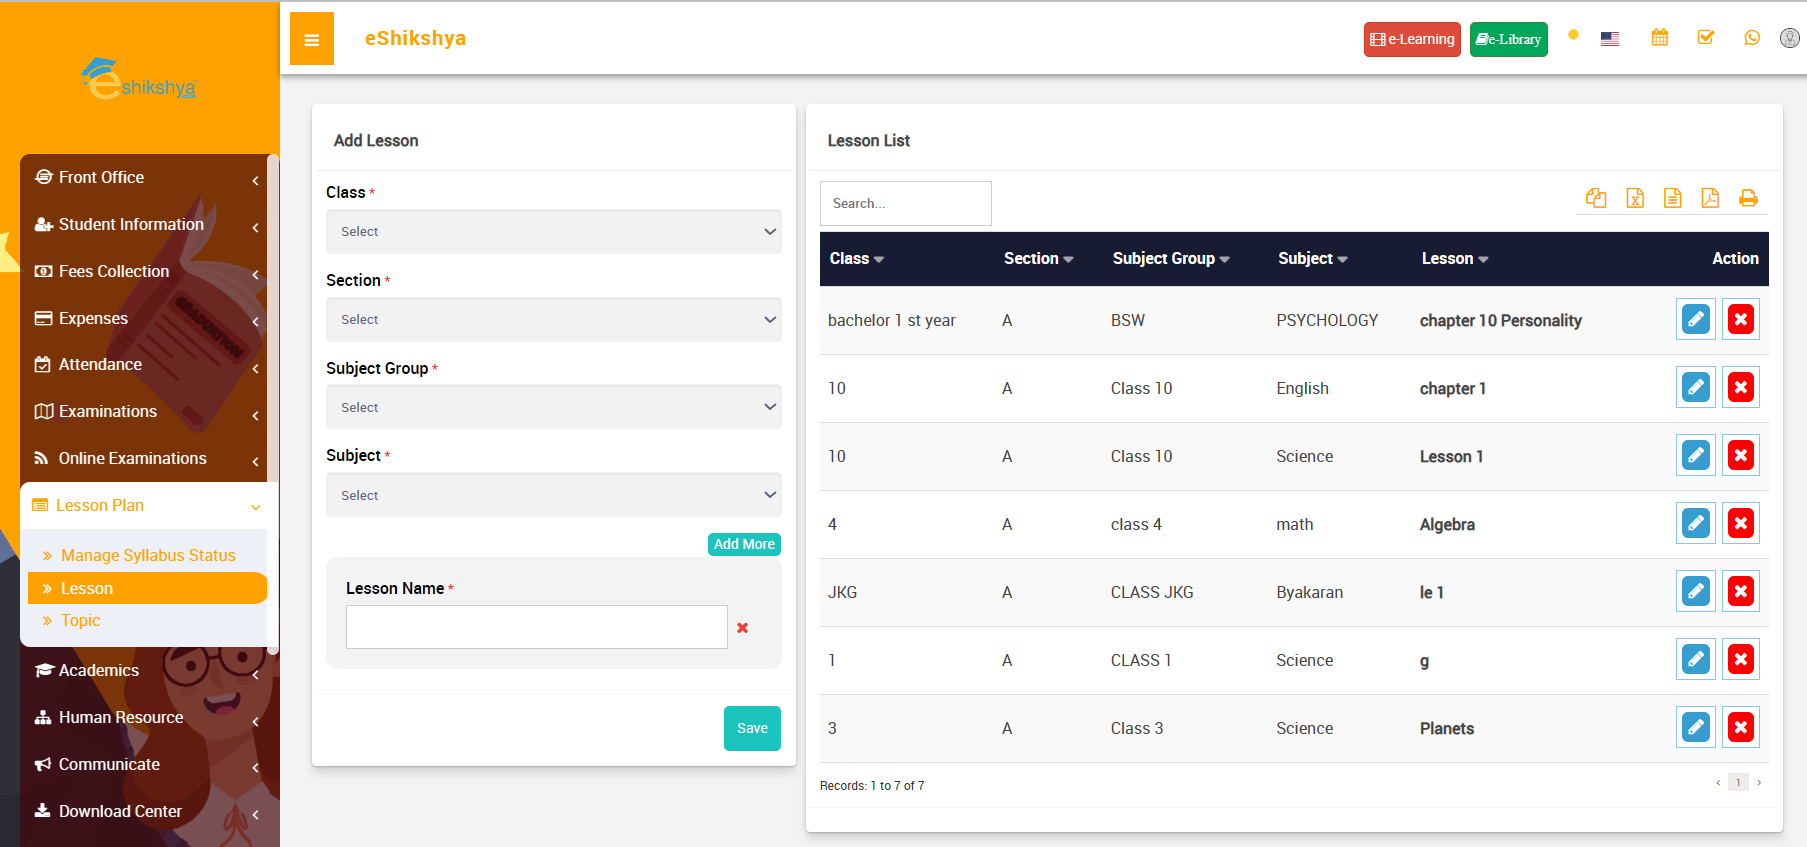 eshikshya
eShikshya
e-Learning
e-Library
Front Office
Student Information
Fees Collection
Expenses
Attendance
Examinations
Online Examinations
Lesson Plan
Manage Syllabus Status
Lesson
Topic
Academics
Human Resource
Communicate
Download Center
GRADUATION
Add Lesson
Class *
Select
Section *
Select
Subject Group *
Select
Subject *
Select
Add More
Lesson Name *
Save
Lesson List
Search...
Class Section Subject Group Subject Lesson Action
bachelor 1 st year A BSW PSYCHOLOGY chapter 10 Personality
10 A Class 10 English chapter 1
10 A Class 10 Science Lesson 1
4 A class 4 math Algebra
JKG A CLASS JKG Byakaran le 1
1 A CLASS 1 Science g
3 A Class 3 Science Planets
Records: 1 to 7 of 7
1